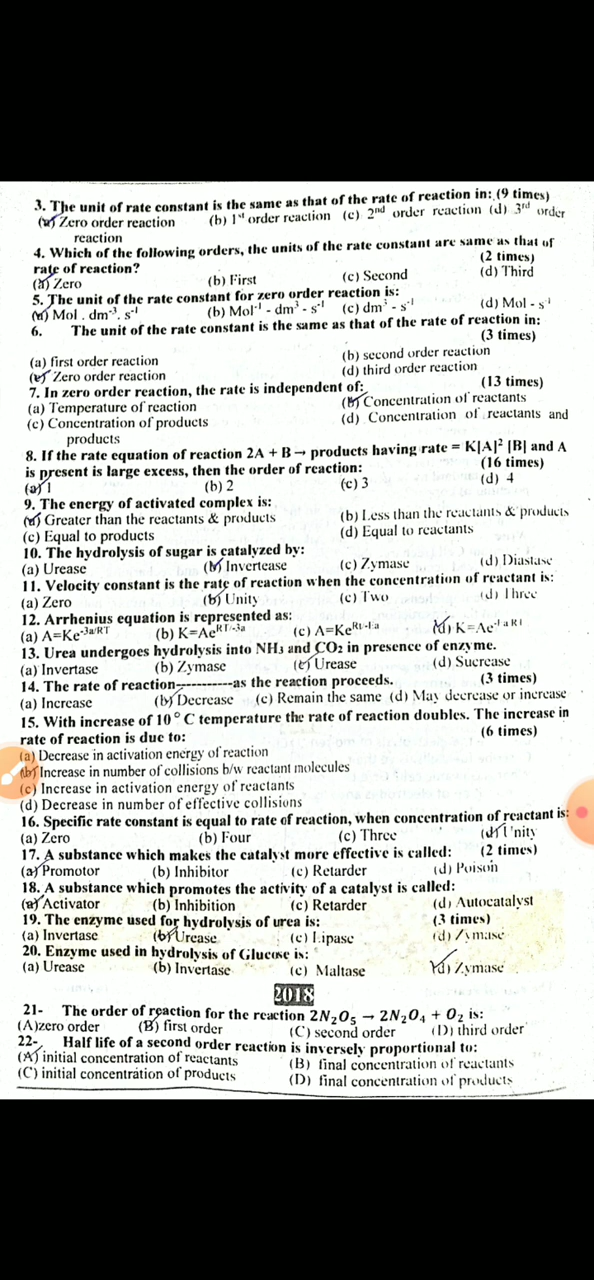 3. The unit of rate constant is the same as that of the rate of reaction in: (9 times)
(a) Zero order reaction (b) 1st order reaction (c) 2nd order reaction (d) 3rd order
reaction
4. Which of the following orders, the units of the rate constant are same as that of
rate of reaction? (2 times)
(a) Zero (b) First (c) Second (d) Third
5. The unit of the rate constant for zero order reaction is:
(a) Mol . dm-3. s-1 (b) Mol-1 - dm3 - s-1 (c) dm3 - s-1 (d) Mol - s-1
6. The unit of the rate constant is the same as that of the rate of reaction in:
(3 times)
(a) first order reaction (b) second order reaction
(c) Zero order reaction (d) third order reaction
7. In zero order reaction, the rate is independent of: (13 times)
(a) Temperature of reaction (b) Concentration of reactants
(c) Concentration of products (d) Concentration of reactants and
products
8. If the rate equation of reaction 2A + B → products having rate = K[A]2 [B] and A
is present is large excess, then the order of reaction: (16 times)
(a) 1 (b) 2 (c) 3 (d) 4
9. The energy of activated complex is:
(a) Greater than the reactants & products (b) Less than the reactants & products
(c) Equal to products (d) Equal to reactants
10. The hydrolysis of sugar is catalyzed by:
(a) Urease (b) Invertease (c) Zymase (d) Diastase
11. Velocity constant is the rate of reaction when the concentration of reactant is:
(a) Zero (b) Unity (c) Two (d) Three
12. Arrhenius equation is represented as:
(a) A=Ke-3a/RT (b) K=AeRT/-3a (c) A=KeRt/-Ea (d) K=Ae-Ea RT
13. Urea undergoes hydrolysis into NH3 and CO2 in presence of enzyme.
(a) Invertase (b) Zymase (c) Urease (d) Sucrease
14. The rate of reaction-----------as the reaction proceeds. (3 times)
(a) Increase (b) Decrease (c) Remain the same (d) May decrease or increase
15. With increase of 10°C temperature the rate of reaction doubles. The increase in
rate of reaction is due to: (6 times)
(a) Decrease in activation energy of reaction
(b) Increase in number of collisions b/w reactant molecules
(c) Increase in activation energy of reactants
(d) Decrease in number of effective collisions
16. Specific rate constant is equal to rate of reaction, when concentration of reactant is:
(a) Zero (b) Four (c) Three (d) Unity
17. A substance which makes the catalyst more effective is called: (2 times)
(a) Promotor (b) Inhibitor (c) Retarder (d) Poison
18. A substance which promotes the activity of a catalyst is called:
(a) Activator (b) Inhibition (c) Retarder (d) Autocatalyst
19. The enzyme used for hydrolysis of urea is: (3 times)
(a) Invertase (b) Urease (c) Lipase (d) Zymase
20. Enzyme used in hydrolysis of Glucose is:
(a) Urease (b) Invertase (c) Maltase (d) Zymase
2018
21- The order of reaction for the reaction 2N2O5 → 2N2O4 + O2 is:
(A)zero order (B) first order (C) second order (D) third order
22- Half life of a second order reaction is inversely proportional to:
(A) initial concentration of reactants (B) final concentration of reactants
(C) initial concentration of products (D) final concentration of products